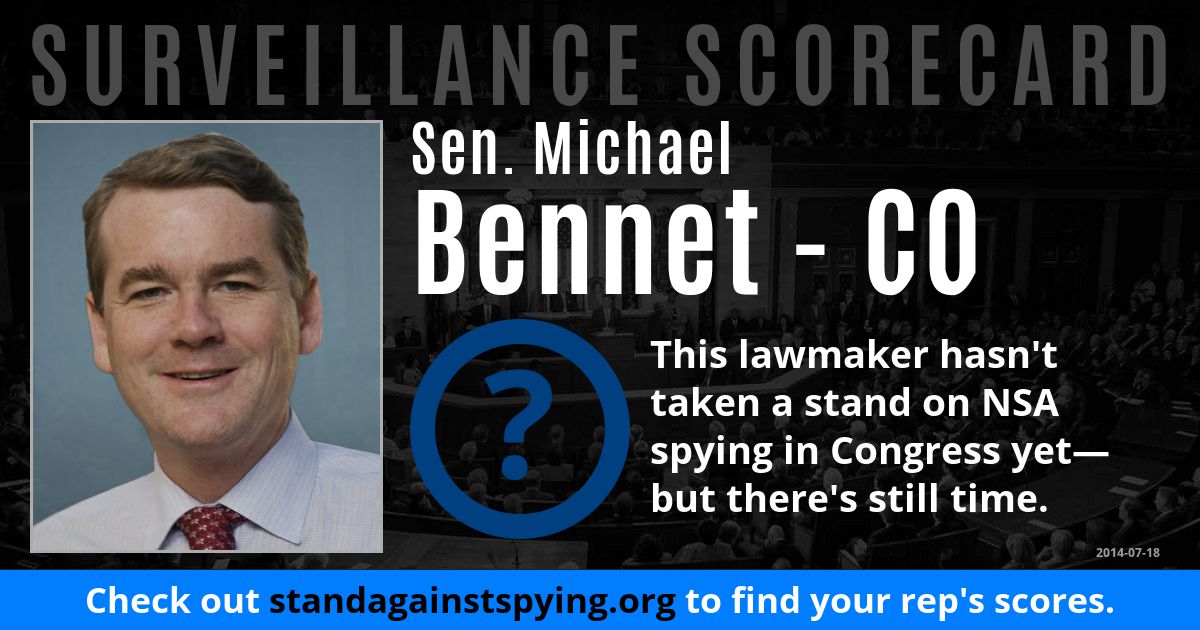 SURVEILLANCE SCORECARD
Sen. Michael
Bennet - CO
?
This lawmaker hasn't
taken a stand on NSA
spying in Congress yet—
but there's still time.
2014-07-18
Check out standagainstspying.org to find your rep's scores.